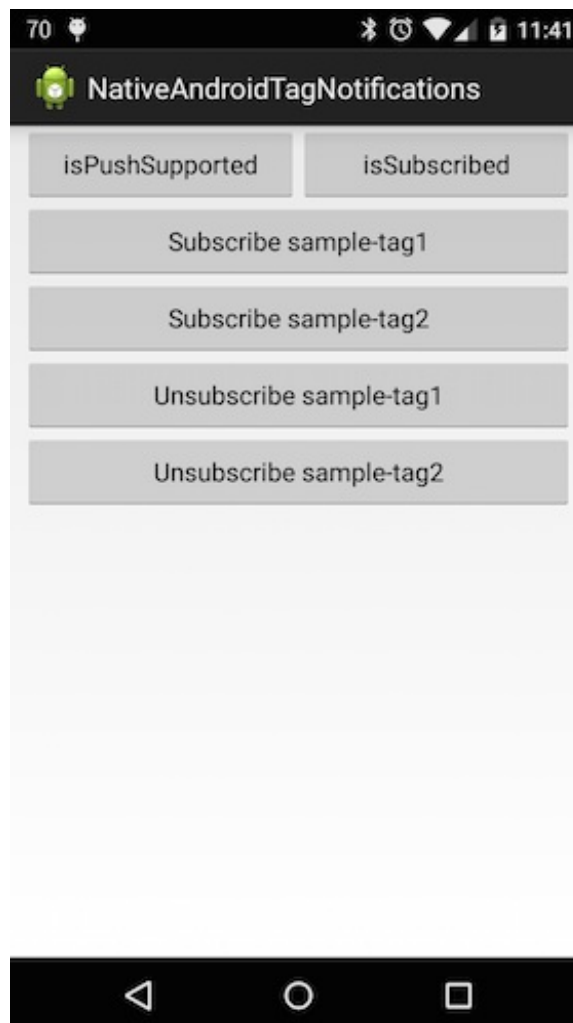 70 11:41
NativeAndroidTagNotifications
isPushSupported isSubscribed
Subscribe sample-tag1
Subscribe sample-tag2
Unsubscribe sample-tag1
Unsubscribe sample-tag2